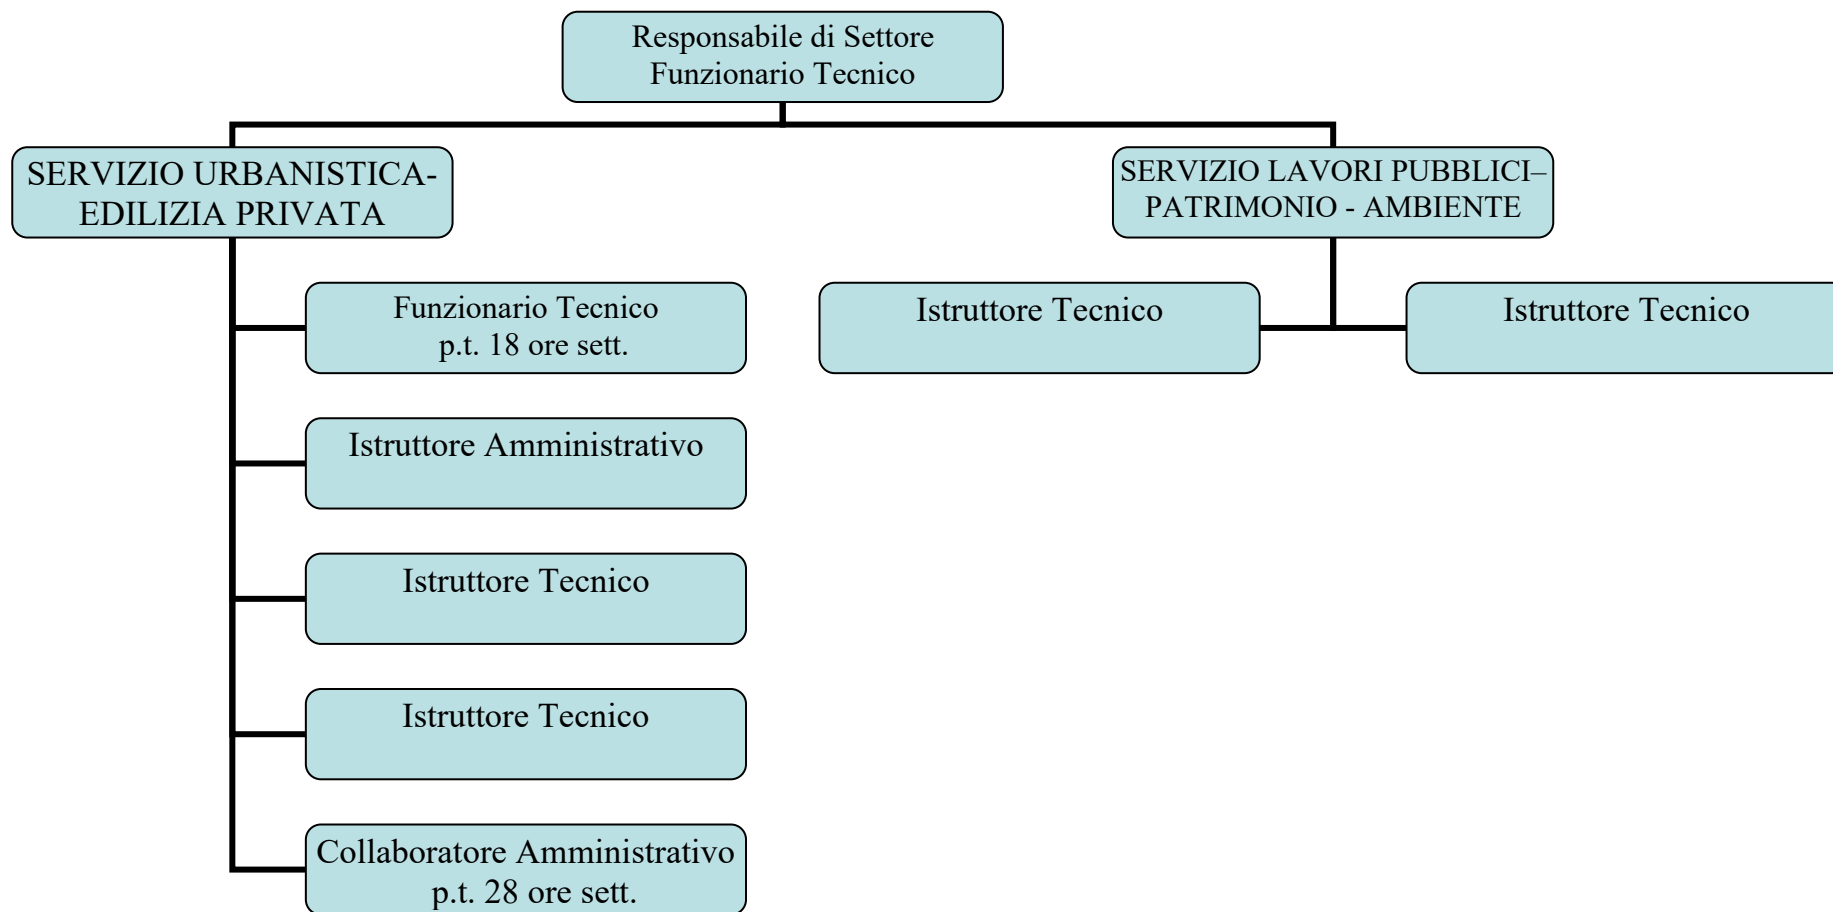 Responsabile di Settore
Funzionario Tecnico
SERVIZIO URBANISTICA-
EDILIZIA PRIVATA
SERVIZIO LAVORI PUBBLICI–
PATRIMONIO - AMBIENTE
Funzionario Tecnico
p.t. 18 ore sett.
Istruttore Amministrativo
Istruttore Tecnico
Istruttore Tecnico
Collaboratore Amministrativo
p.t. 28 ore sett.
Istruttore Tecnico
Istruttore Tecnico